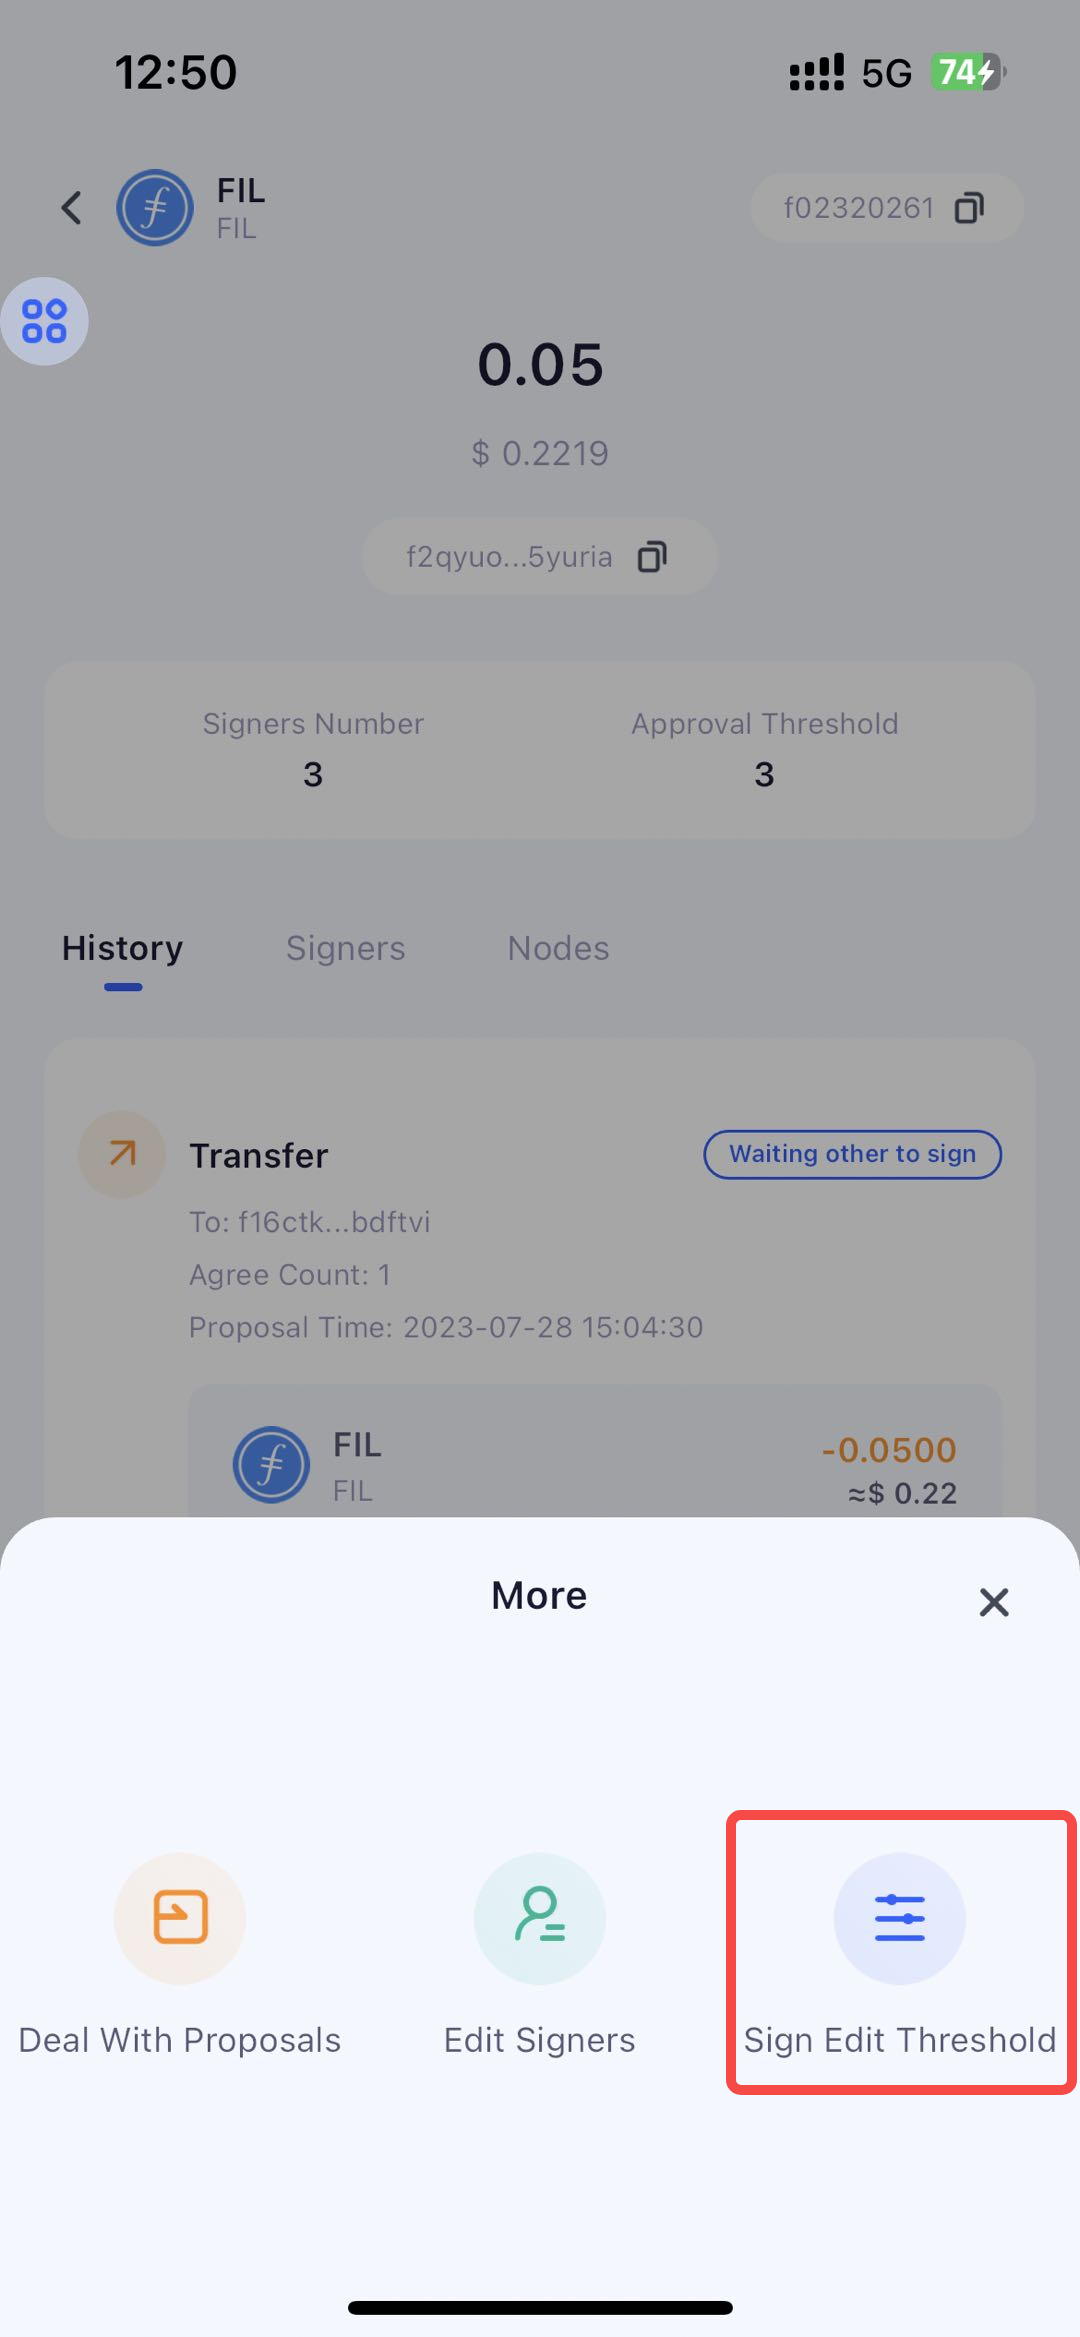 12:50
5G 74
FIL
FIL
f02320261
0.05
$ 0.2219
f2qyuo...5yuria
Signers Number
Approval Threshold
3
3
History
Signers
Nodes
Transfer
Waiting other to sign
To: f16ctk...bdftvi
Agree Count: 1
Proposal Time: 2023-07-28 15:04:30
FIL
-0.0500
FIL
≈$ 0.22
More
Deal With Proposals
Edit Signers
Sign Edit Threshold